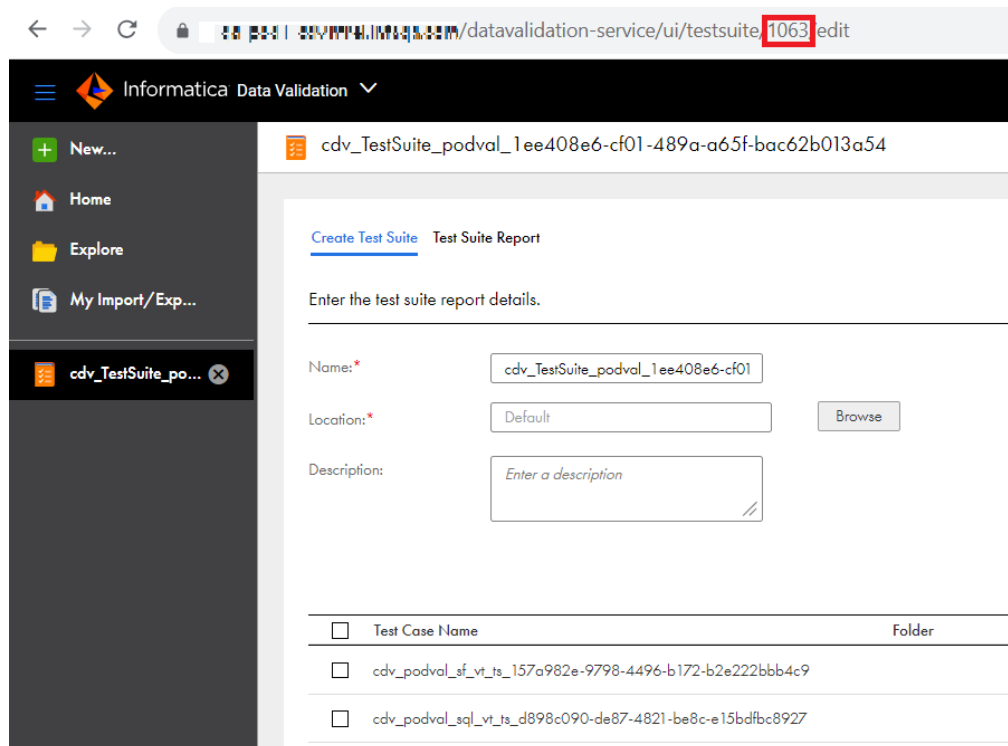 /datavalidation-service/ui/testsuite/1063/edit
Informatica Data Validation
New...
Home
Explore
My Import/Exp...
cdv_TestSuite_po...
cdv_TestSuite_podval_1ee408e6-cf01-489a-a65f-bac62b013a54
Create Test Suite Test Suite Report
Enter the test suite report details.
Name:* cdv_TestSuite_podval_1ee408e6-cf01
Location:* Default Browse
Description: Enter a description
Test Case Name Folder
cdv_podval_sf_vt_ts_157a982e-9798-4496-b172-b2e222bbb4c9
cdv_podval_sql_vt_ts_d898c090-de87-4821-be8c-e15bdfbc8927